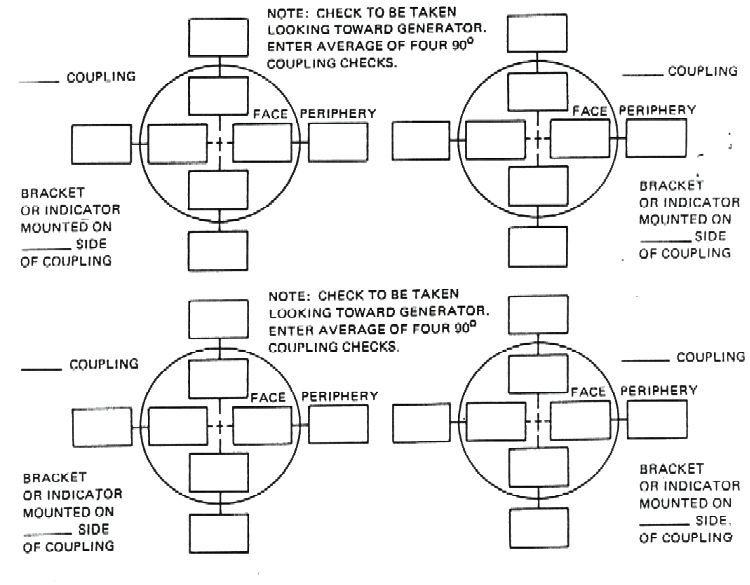 NOTE: CHECK TO BE TAKEN
LOOKING TOWARD GENERATOR.
ENTER AVERAGE OF FOUR 90°
COUPLING CHECKS.
_____ COUPLING
_____ COUPLING
FACE PERIPHERY
FACE PERIPHERY
BRACKET
OR INDICATOR
MOUNTED ON
______ SIDE
OF COUPLING
BRACKET
OR INDICATOR
MOUNTED ON
______ SIDE
OF COUPLING
NOTE: CHECK TO BE TAKEN
LOOKING TOWARD GENERATOR.
ENTER AVERAGE OF FOUR 90°
COUPLING CHECKS.
_____ COUPLING
_____ COUPLING
FACE PERIPHERY
FACE PERIPHERY
BRACKET
OR INDICATOR
MOUNTED ON
______ SIDE
OF COUPLING
BRACKET
OR INDICATOR
MOUNTED ON
______ SIDE.
OF COUPLING